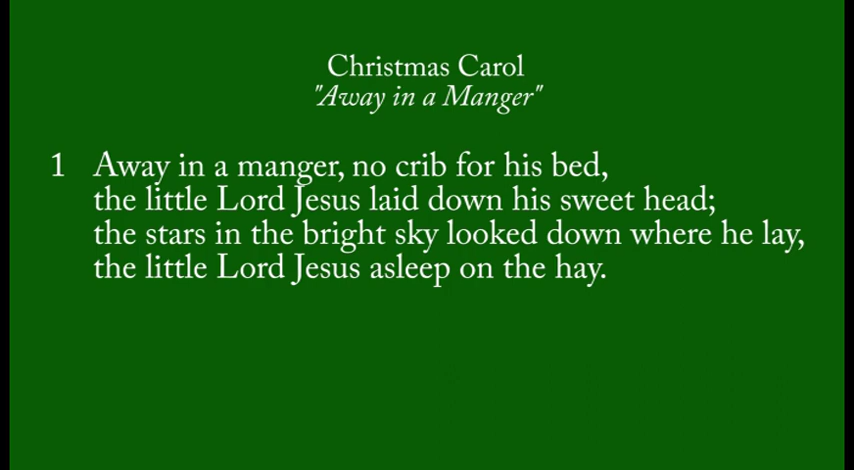 Christmas Carol
"Away in a Manger"
1 Away in a manger, no crib for his bed,
the little Lord Jesus laid down his sweet head;
the stars in the bright sky looked down where he lay,
the little Lord Jesus asleep on the hay.